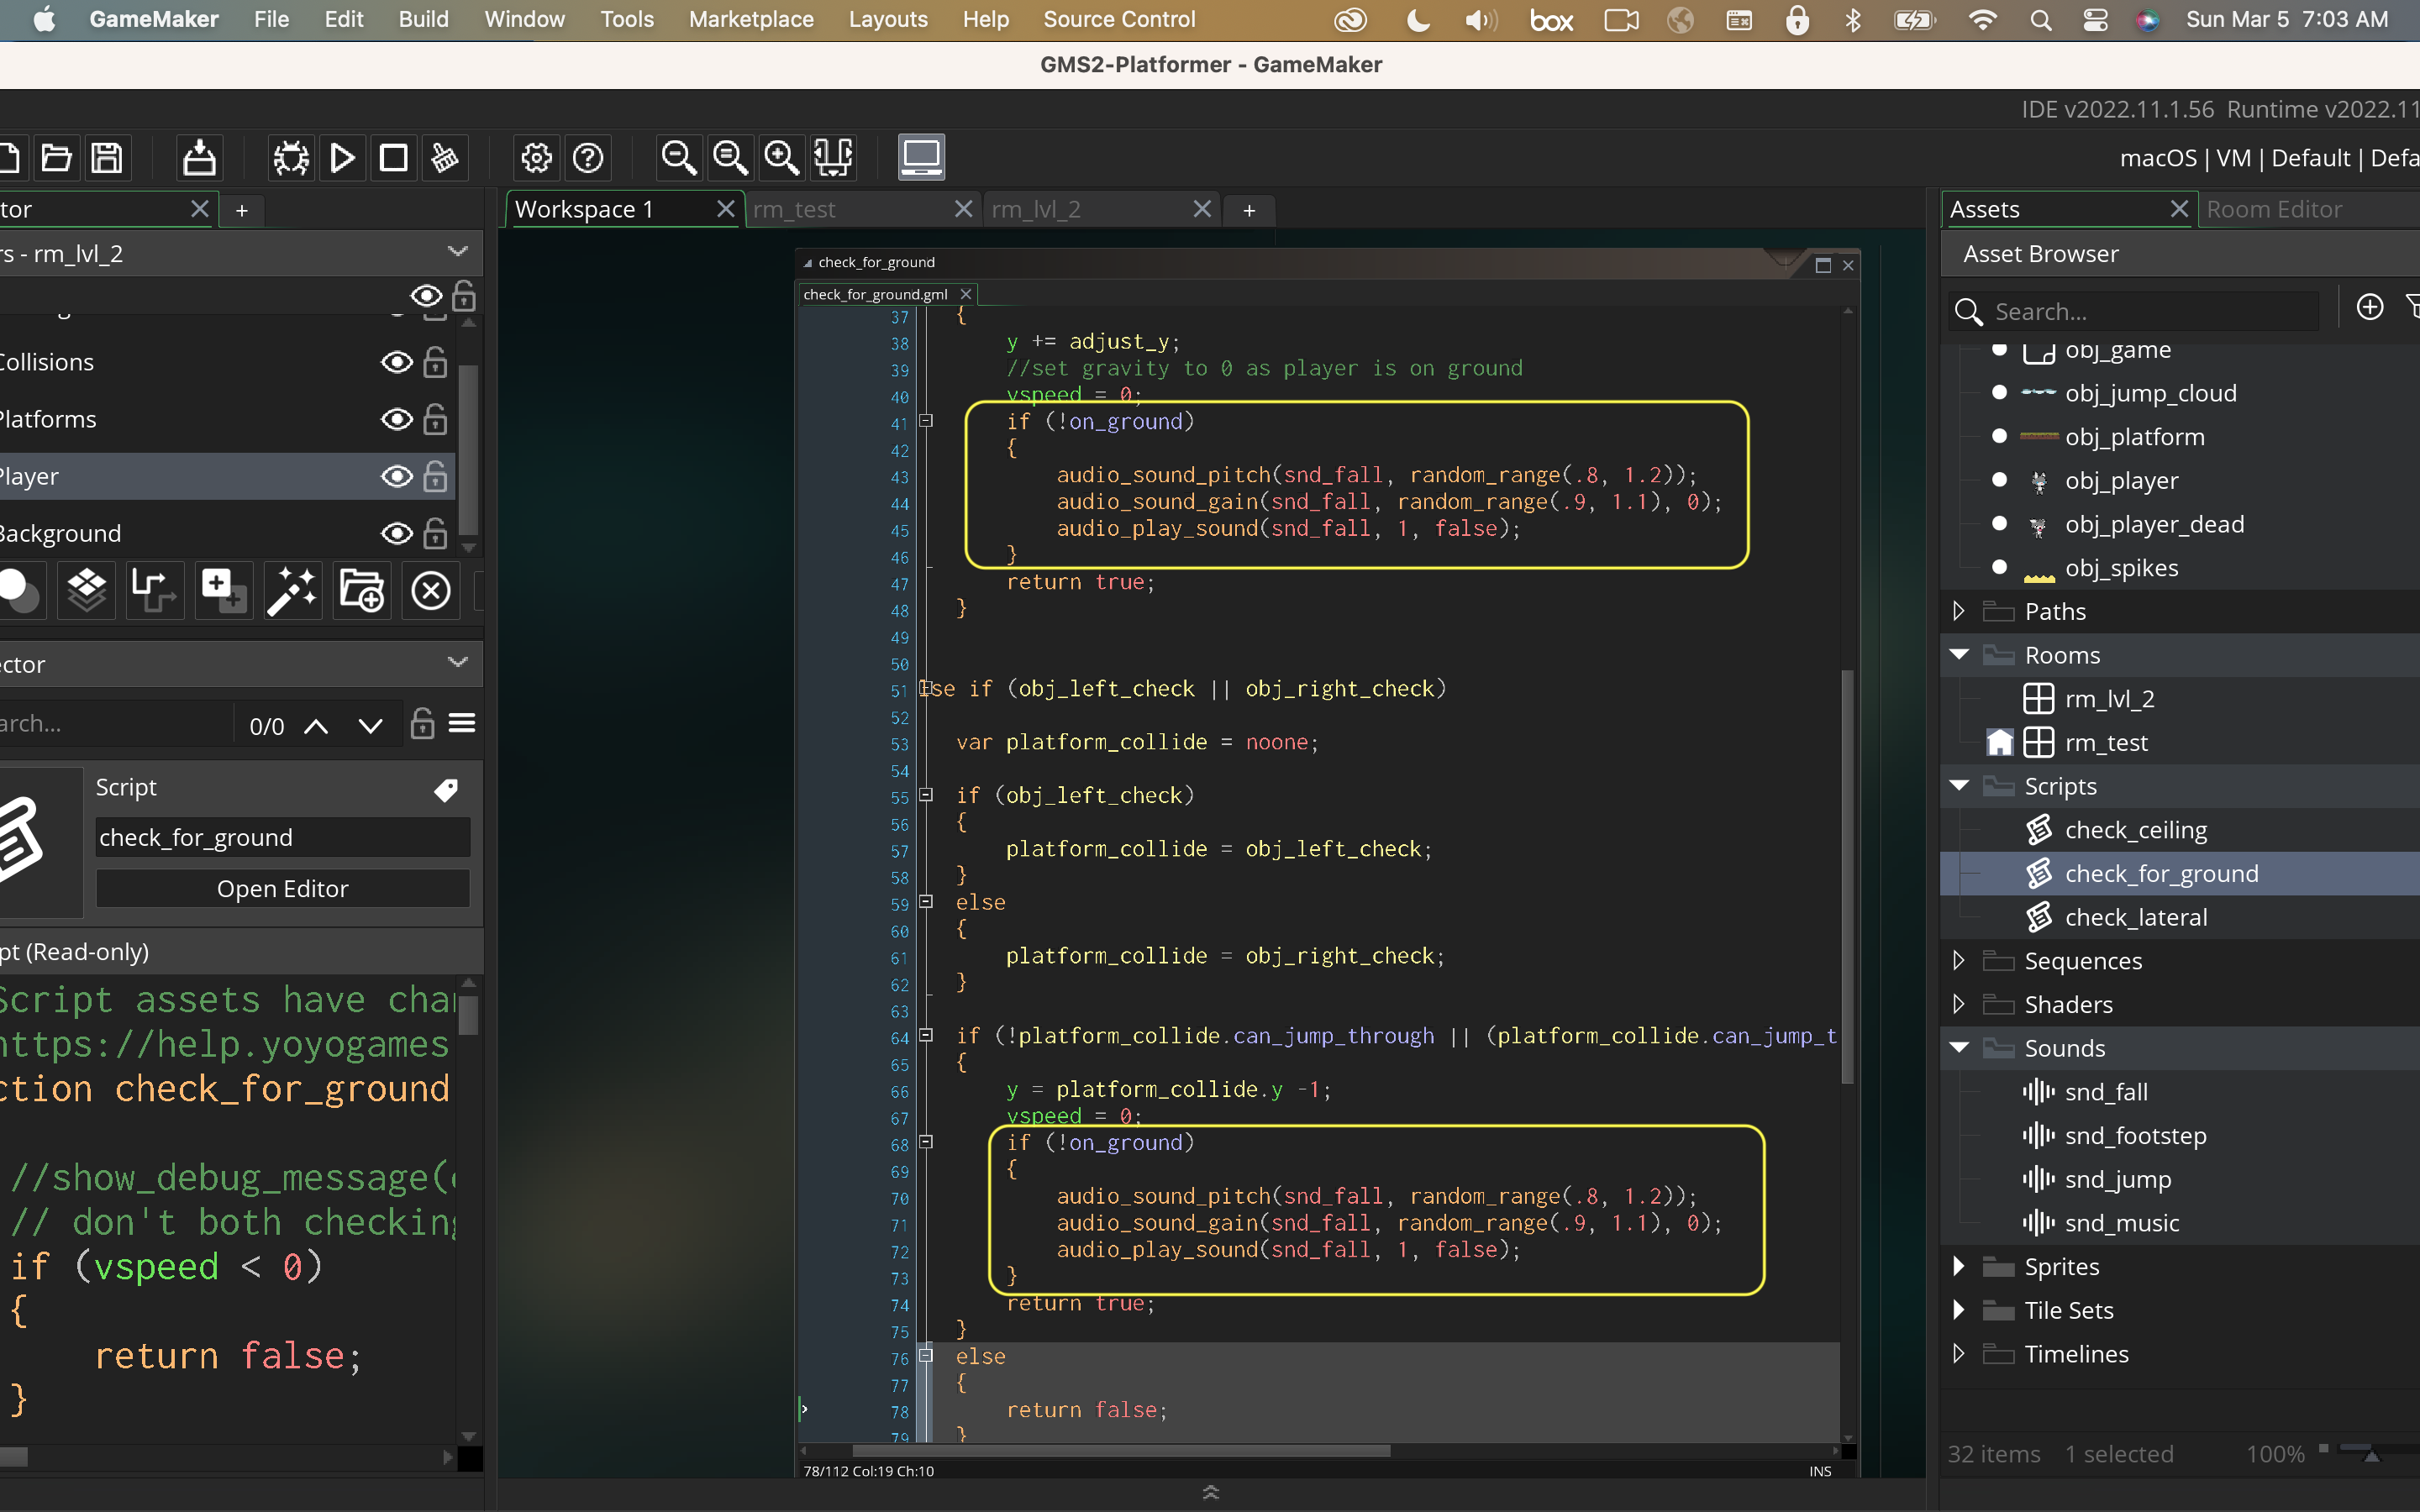 GameMaker File Edit Build Window Tools Marketplace Layouts Help Source Control box Sun Mar 5 7:03 AM
GMS2-Platformer - GameMaker
IDE v2022.11.1.56 Runtime v2022.11
macOS | VM | Default | Defa
tor
rs - rm_lvl_2
Collisions
Platforms
Player
Background
ector
arch...
0/0
Script
check_for_ground
Open Editor
pt (Read-only)
Script assets have cha
https://help.yoyogames
ction check_for_ground
//show_debug_message(
// don't both checking
if (vspeed < 0)
{
return false;
}
Workspace 1
rm_test
rm_lvl_2
check_for_ground
check_for_ground.gml
37 {
38 y += adjust_y;
39 //set gravity to 0 as player is on ground
40 vspeed = 0;
41 if (!on_ground)
42 {
43 audio_sound_pitch(snd_fall, random_range(.8, 1.2));
44 audio_sound_gain(snd_fall, random_range(.9, 1.1), 0);
45 audio_play_sound(snd_fall, 1, false);
46 }
47 return true;
48 }
49
50
51 lse if (obj_left_check || obj_right_check)
52
53 var platform_collide = noone;
54
55 if (obj_left_check)
56 {
57 platform_collide = obj_left_check;
58 }
59 else
60 {
61 platform_collide = obj_right_check;
62 }
63
64 if (!platform_collide.can_jump_through || (platform_collide.can_jump_t
65 {
66 y = platform_collide.y -1;
67 vspeed = 0;
68 if (!on_ground)
69 {
70 audio_sound_pitch(snd_fall, random_range(.8, 1.2));
71 audio_sound_gain(snd_fall, random_range(.9, 1.1), 0);
72 audio_play_sound(snd_fall, 1, false);
73 }
74 return true;
75 }
76 else
77 {
78 return false;
79 }
78/112 Col:19 Ch:10
INS
Assets
Room Editor
Asset Browser
Search...
obj_game
obj_jump_cloud
obj_platform
obj_player
obj_player_dead
obj_spikes
Paths
Rooms
rm_lvl_2
rm_test
Scripts
check_ceiling
check_for_ground
check_lateral
Sequences
Shaders
Sounds
snd_fall
snd_footstep
snd_jump
snd_music
Sprites
Tile Sets
Timelines
32 items 1 selected 100%